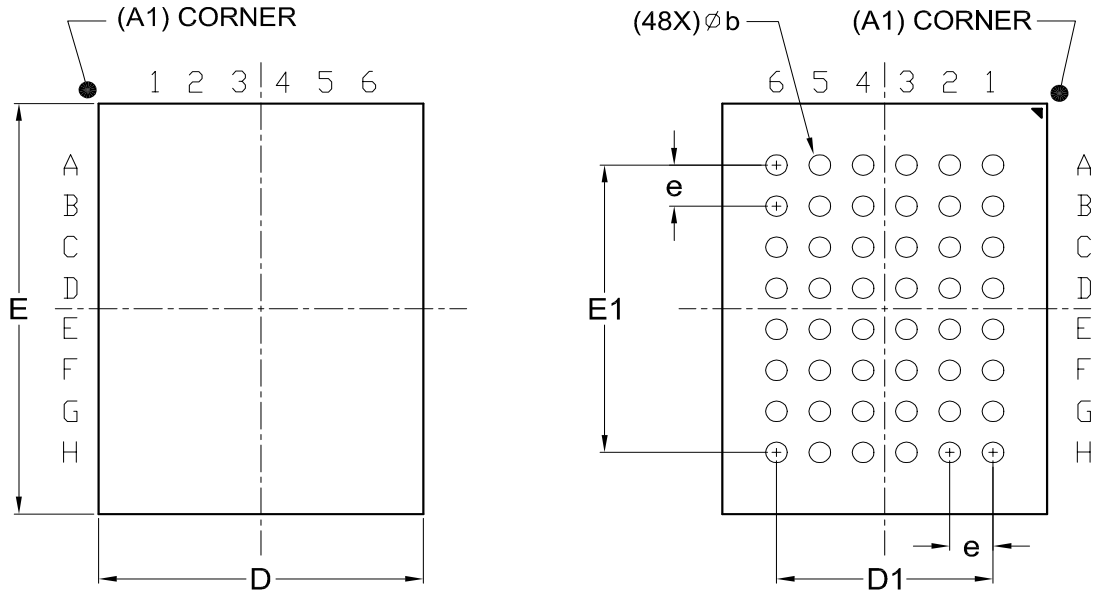 (A1) CORNER
1 2 3 4 5 6
A
B
C
D
E
F
G
H
E
D
(48X) ⌀ b
(A1) CORNER
6 5 4 3 2 1
A
B
C
D
E
F
G
H
e
E1
e
D1